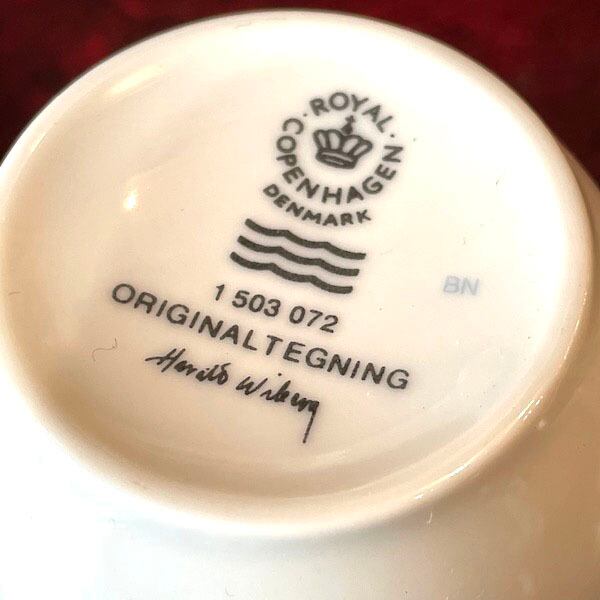 ROYAL
COPENHAGEN
DENMARK
BN
1 503 072
ORIGINALTEGNING
Harald Wiberg